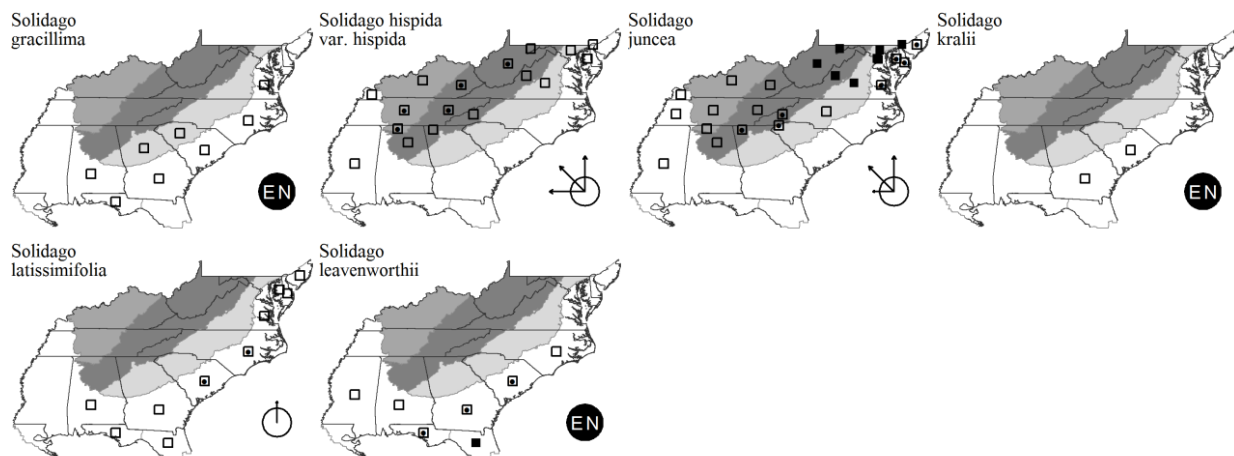 Solidago
gracillima
Solidago hispida
var. hispida
Solidago
juncea
Solidago
kralii
EN
EN
Solidago
latissimifolia
Solidago
leavenworthii
EN